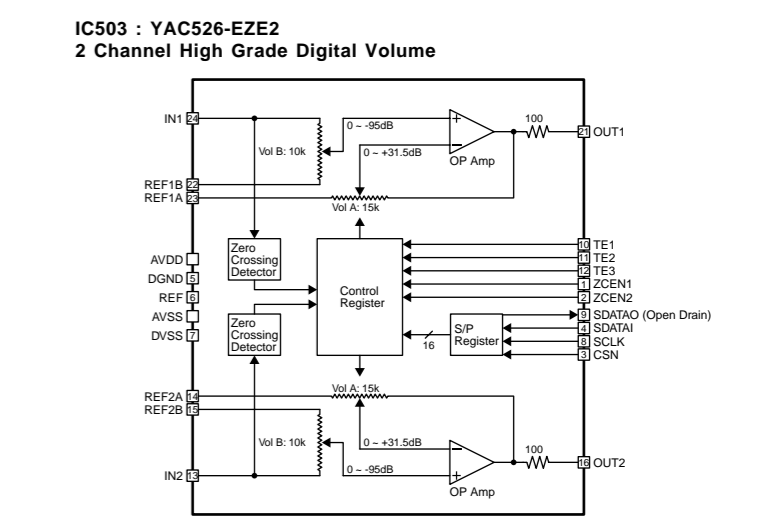 IC503 : YAC526-EZE2
2 Channel High Grade Digital Volume
IN1 24
0 ~ -95dB
100
21 OUT1
Vol B: 10k
0 ~ +31.5dB
OP Amp
REF1B 22
REF1A 23
Vol A: 15k
Zero
Crossing
Detector
10 TE1
11 TE2
12 TE3
1 ZCEN1
2 ZCEN2
AVDD
DGND 5
REF 6
AVSS
DVSS 7
Control
Register
Zero
Crossing
Detector
16
S/P
Register
9 SDATAO (Open Drain)
4 SDATAI
8 SCLK
3 CSN
REF2A 14
REF2B 15
Vol A: 15k
Vol B: 10k
0 ~ +31.5dB
100
16 OUT2
0 ~ -95dB
IN2 13
OP Amp